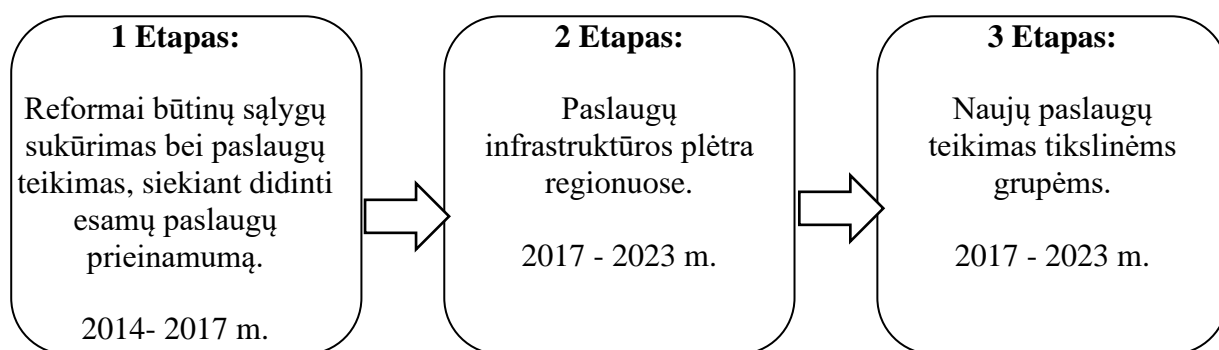 1 Etapas:
Reformai būtinų sąlygų
sukūrimas bei paslaugų
teikimas, siekiant didinti
esamų paslaugų
prieinamumą.
2014- 2017 m.
2 Etapas:
Paslaugų
infrastruktūros plėtra
regionuose.
2017 - 2023 m.
3 Etapas:
Naujų paslaugų
teikimas tikslinėms
grupėms.
2017 - 2023 m.